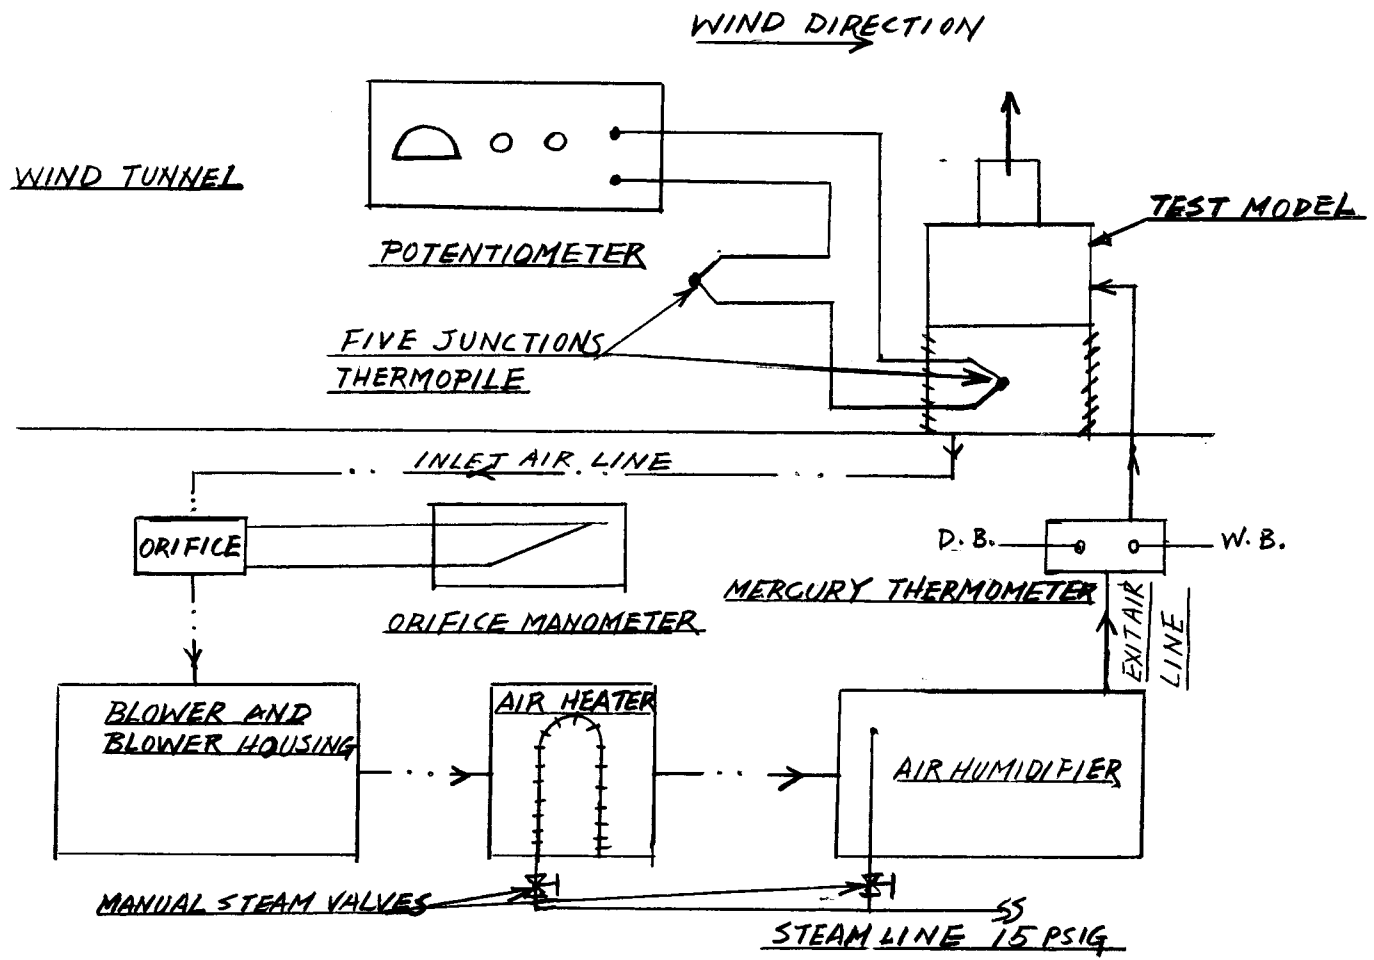 WIND DIRECTION
WIND TUNNEL
TEST MODEL
POTENTIOMETER
FIVE JUNCTIONS
THERMOPILE
INLET AIR LINE
ORIFICE
D.B.
W.B.
MERCURY THERMOMETER
EXIT AIR
LINE
ORIFICE MANOMETER
BLOWER AND
BLOWER HOUSING
AIR HEATER
AIR HUMIDIFIER
MANUAL STEAM VALVES
STEAM LINE 15 PSIG